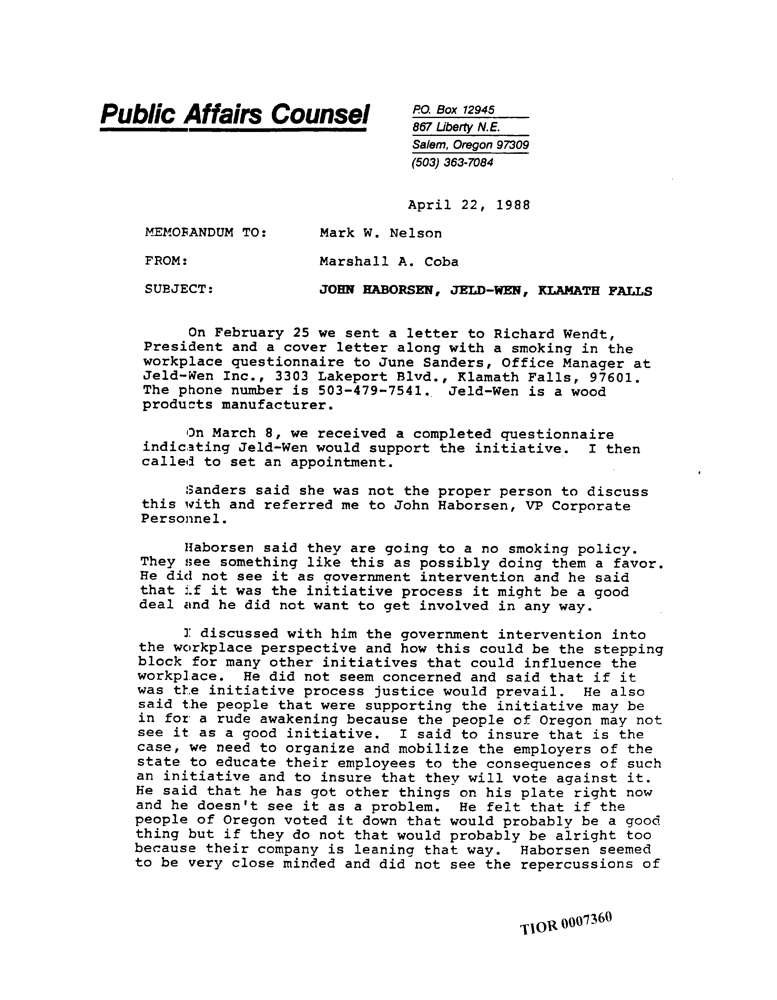 Public Affairs Counsel
P.O. Box 12945
867 Liberty N.E.
Salem, Oregon 97309
(503) 363-7084
April 22, 1988
MEMORANDUM TO: Mark W. Nelson
FROM: Marshall A. Coba
SUBJECT: JOHN HABORSEN, JELD-WEN, KLAMATH FALLS
On February 25 we sent a letter to Richard Wendt,
President and a cover letter along with a smoking in the
workplace questionnaire to June Sanders, Office Manager at
Jeld-Wen Inc., 3303 Lakeport Blvd., Klamath Falls, 97601.
The phone number is 503-479-7541. Jeld-Wen is a wood
products manufacturer.
On March 8, we received a completed questionnaire
indicating Jeld-Wen would support the initiative. I then
called to set an appointment.
Sanders said she was not the proper person to discuss
this with and referred me to John Haborsen, VP Corporate
Personnel.
Haborsen said they are going to a no smoking policy.
They see something like this as possibly doing them a favor.
He did not see it as government intervention and he said
that if it was the initiative process it might be a good
deal and he did not want to get involved in any way.
I discussed with him the government intervention into
the workplace perspective and how this could be the stepping
block for many other initiatives that could influence the
workplace. He did not seem concerned and said that if it
was the initiative process justice would prevail. He also
said the people that were supporting the initiative may be
in for a rude awakening because the people of Oregon may not
see it as a good initiative. I said to insure that is the
case, we need to organize and mobilize the employers of the
state to educate their employees to the consequences of such
an initiative and to insure that they will vote against it.
He said that he has got other things on his plate right now
and he doesn't see it as a problem. He felt that if the
people of Oregon voted it down that would probably be a good
thing but if they do not that would probably be alright too
because their company is leaning that way. Haborsen seemed
to be very close minded and did not see the repercussions of
TIOR 0007360